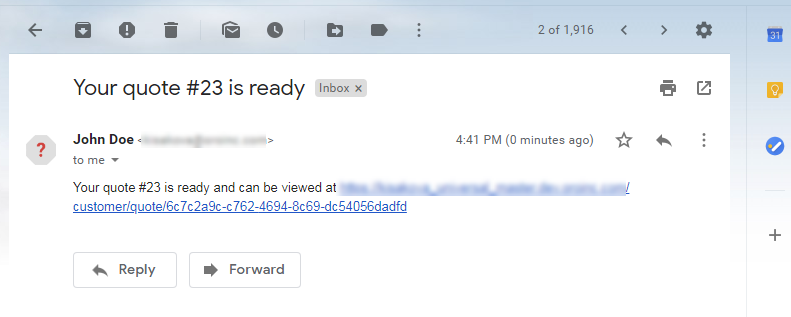 2 of 1,916
31
Your quote #23 is ready Inbox x
?
John Doe < > 4:41 PM (0 minutes ago)
to me
Your quote #23 is ready and can be viewed at /
customer/quote/6c7c2a9c-c762-4694-8c69-dc54056dadfd
Reply Forward